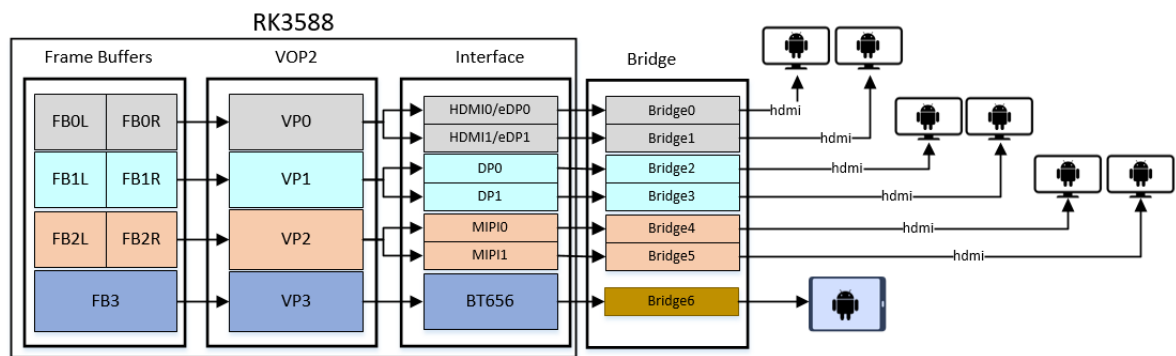 RK3588
Frame Buffers
VOP2
Interface
Bridge
FB0L
FB0R
VP0
HDMI0/eDP0
HDMI1/eDP1
Bridge0
Bridge1
hdmi
hdmi
FB1L
FB1R
VP1
DP0
DP1
Bridge2
Bridge3
hdmi
hdmi
FB2L
FB2R
VP2
MIPI0
MIPI1
Bridge4
Bridge5
hdmi
hdmi
FB3
VP3
BT656
Bridge6